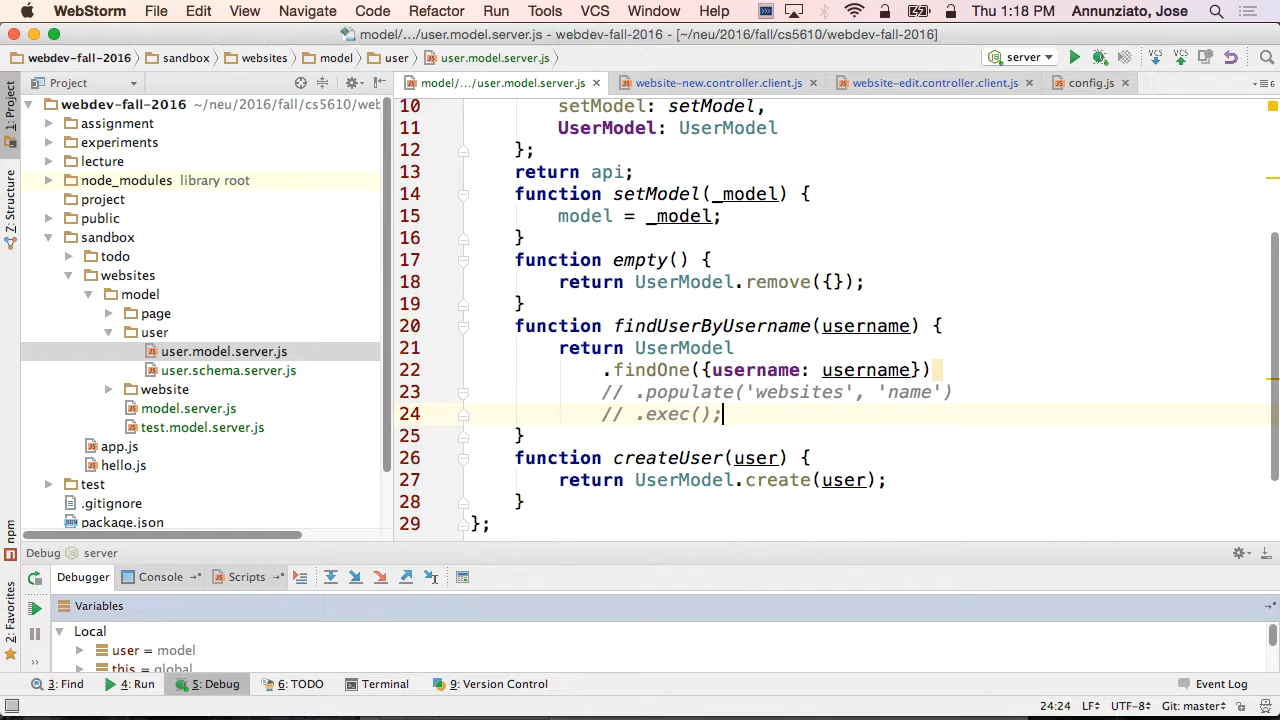 WebStorm File Edit View Navigate Code Refactor Run Tools VCS Window Help Thu 1:18 PM Annunziato, Jose
model/.../user.model.server.js - webdev-fall-2016 - [~/neu/2016/fall/cs5610/webdev-fall-2016]
webdev-fall-2016 sandbox websites model user user.model.server.js server VCS VCS
Project model/.../user.model.server.js website-new.controller.client.js website-edit.controller.client.js config.js 6
1: Project
Z: Structure
npm
2: Favorites
webdev-fall-2016 ~/neu/2016/fall/cs5610/wet
assignment
experiments
lecture
node_modules library root
project
public
sandbox
todo
websites
model
page
user
user.model.server.js
user.schema.server.js
website
model.server.js
test.model.server.js
app.js
hello.js
test
.gitignore
package.json
10 setModel: setModel,
11 UserModel: UserModel
12 };
13 return api;
14 function setModel(_model) {
15 model = _model;
16 }
17 function empty() {
18 return UserModel.remove({});
19 }
20 function findUserByUsername(username) {
21 return UserModel
22 .findOne({username: username})
23 // .populate('websites', 'name')
24 // .exec();
25 }
26 function createUser(user) {
27 return UserModel.create(user);
28 }
29 };
Debug server
Debugger Console Scripts
Variables
Local
user = model
this = global
3: Find 4: Run 5: Debug 6: TODO Terminal 9: Version Control Event Log
24:24 LF UTF-8 Git: master